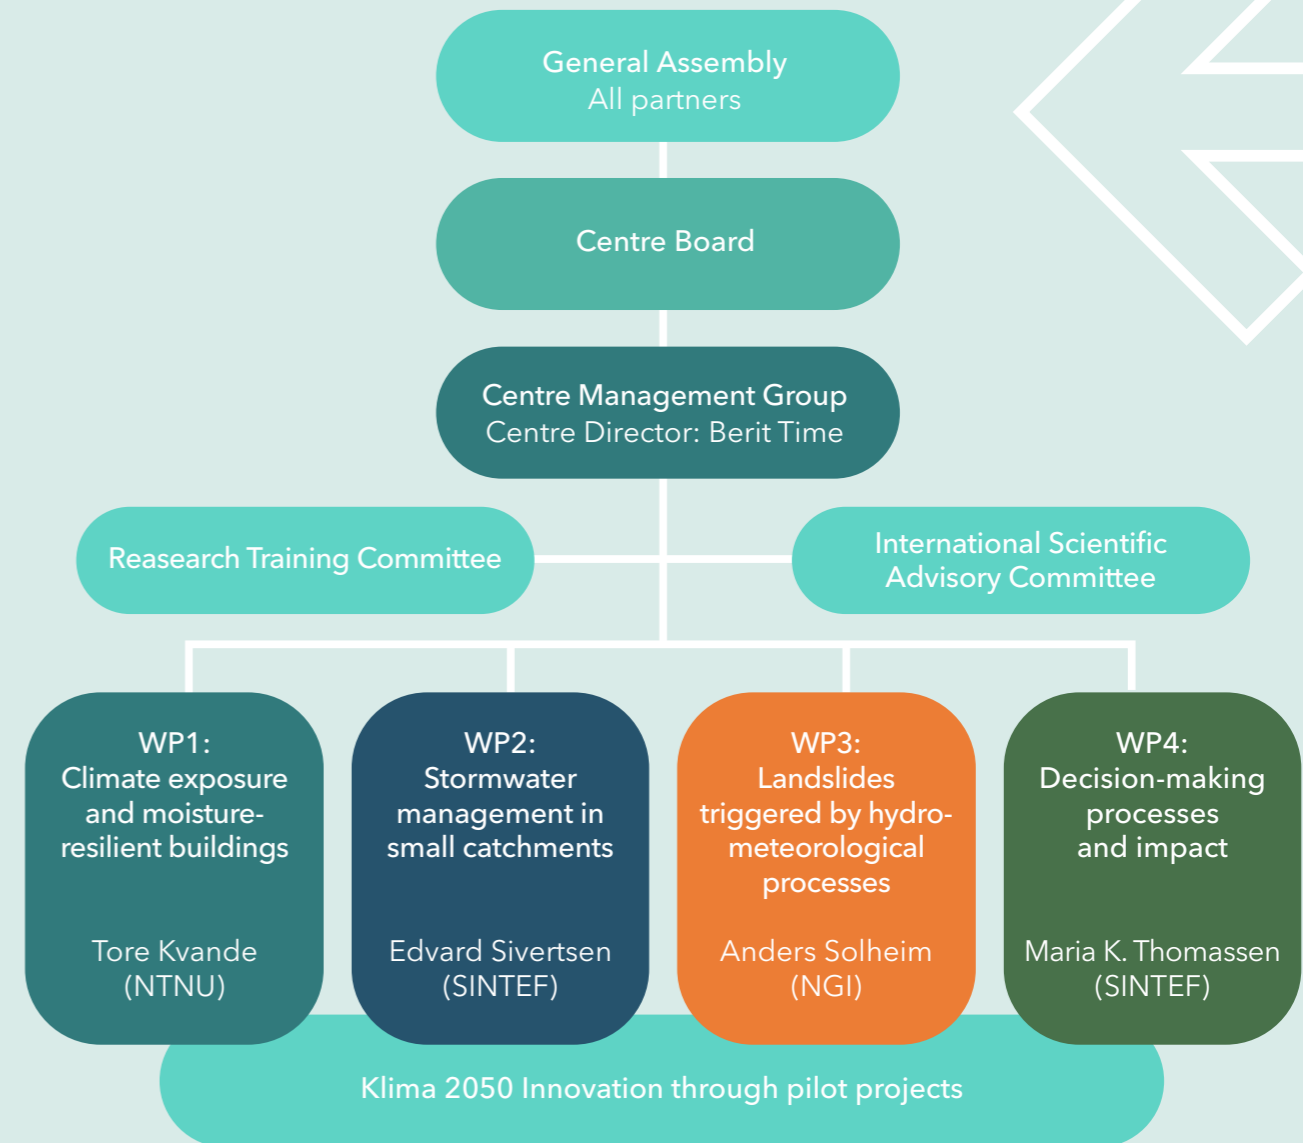 General Assembly
All partners
Centre Board
Centre Management Group
Centre Director: Berit Time
Reasearch Training Committee
International Scientific
Advisory Committee
WP1:
Climate exposure
and moisture-
resilient buildings
Tore Kvande
(NTNU)
WP2:
Stormwater
management in
small catchments
Edvard Sivertsen
(SINTEF)
WP3:
Landslides
triggered by hydro-
meteorological
processes
Anders Solheim
(NGI)
WP4:
Decision-making
processes
and impact
Maria K. Thomassen
(SINTEF)
Klima 2050 Innovation through pilot projects